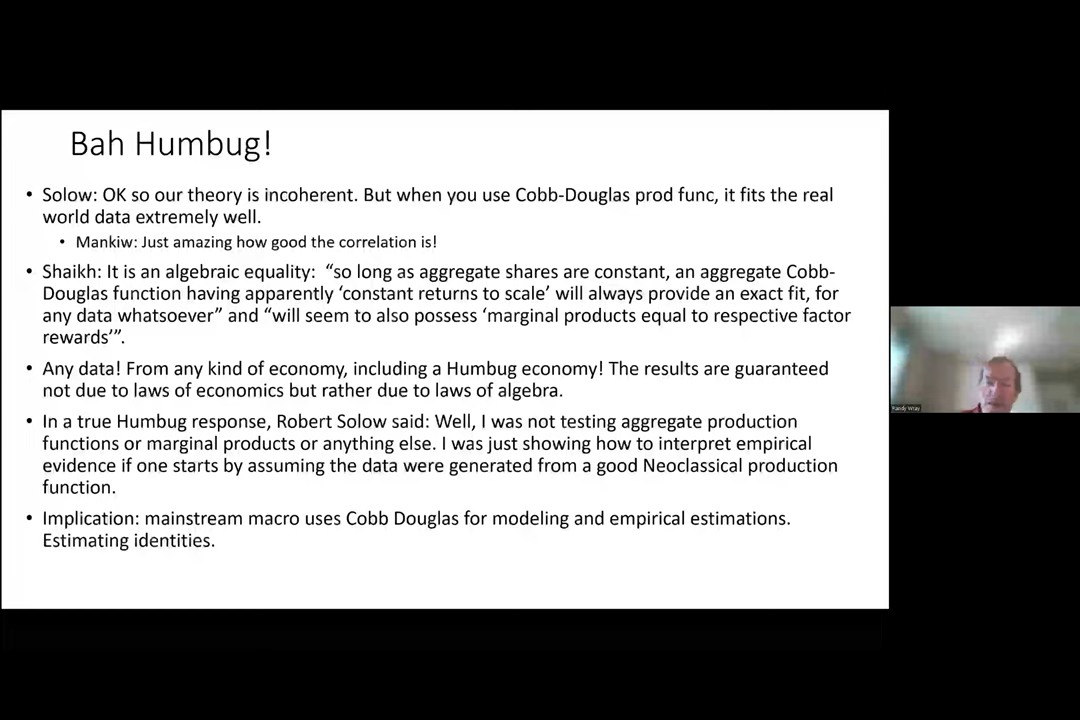 Bah Humbug!
• Solow: OK so our theory is incoherent. But when you use Cobb-Douglas prod func, it fits the real
world data extremely well.
• Mankiw: Just amazing how good the correlation is!
• Shaikh: It is an algebraic equality:  “so long as aggregate shares are constant, an aggregate Cobb-
Douglas function having apparently ‘constant returns to scale’ will always provide an exact fit, for
any data whatsoever” and “will seem to also possess ‘marginal products equal to respective factor
rewards’”.
• Any data! From any kind of economy, including a Humbug economy! The results are guaranteed
not due to laws of economics but rather due to laws of algebra.
• In a true Humbug response, Robert Solow said: Well, I was not testing aggregate production
functions or marginal products or anything else. I was just showing how to interpret empirical
evidence if one starts by assuming the data were generated from a good Neoclassical production
function.
• Implication: mainstream macro uses Cobb Douglas for modeling and empirical estimations.
Estimating identities.
Randy Wray